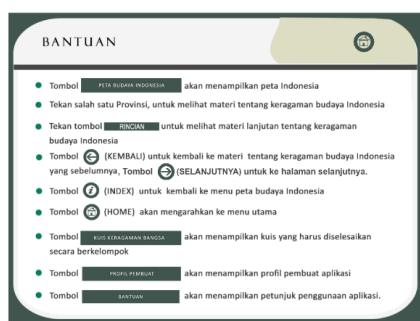 BANTUAN
Tombol PETA BUDAYA INDONESIA akan menampilkan peta Indonesia
Tekan salah satu Provinsi, untuk melihat materi tentang keragaman budaya Indonesia
Tekan tombol RINCIAN untuk melihat materi lanjutan tentang keragaman
budaya Indonesia
Tombol (KEMBALI) untuk kembali ke materi tentang keragaman budaya Indonesia
yang sebelumnya, Tombol (SELANJUTNYA) untuk ke halaman selanjutnya.
Tombol (INDEX) untuk kembali ke menu peta budaya Indonesia
Tombol (HOME) akan mengarahkan ke menu utama
Tombol KUIS KERAGAMAN BANGSA akan menampilkan kuis yang harus diselesaikan
secara berkelompok
Tombol PROFIL PEMBUAT akan menampilkan profil pembuat aplikasi
Tombol BANTUAN akan menampilkan petunjuk penggunaan aplikasi.